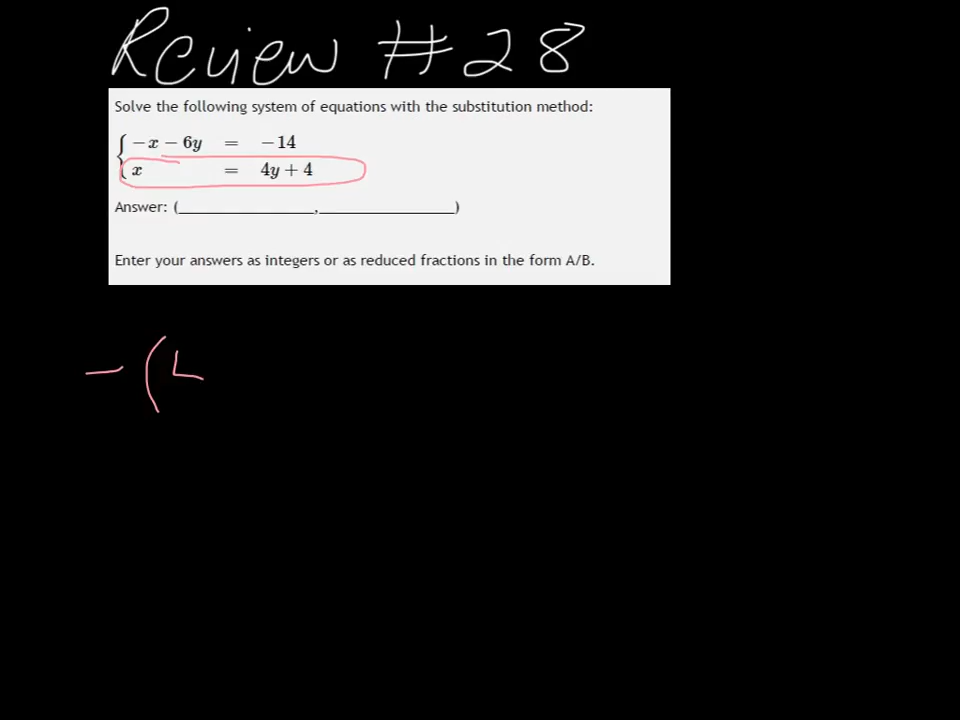 Review #28
Solve the following system of equations with the substitution method:
{ −x − 6y = −14
x = 4y + 4
Answer: (________________,________________)
Enter your answers as integers or as reduced fractions in the form A/B.
− (